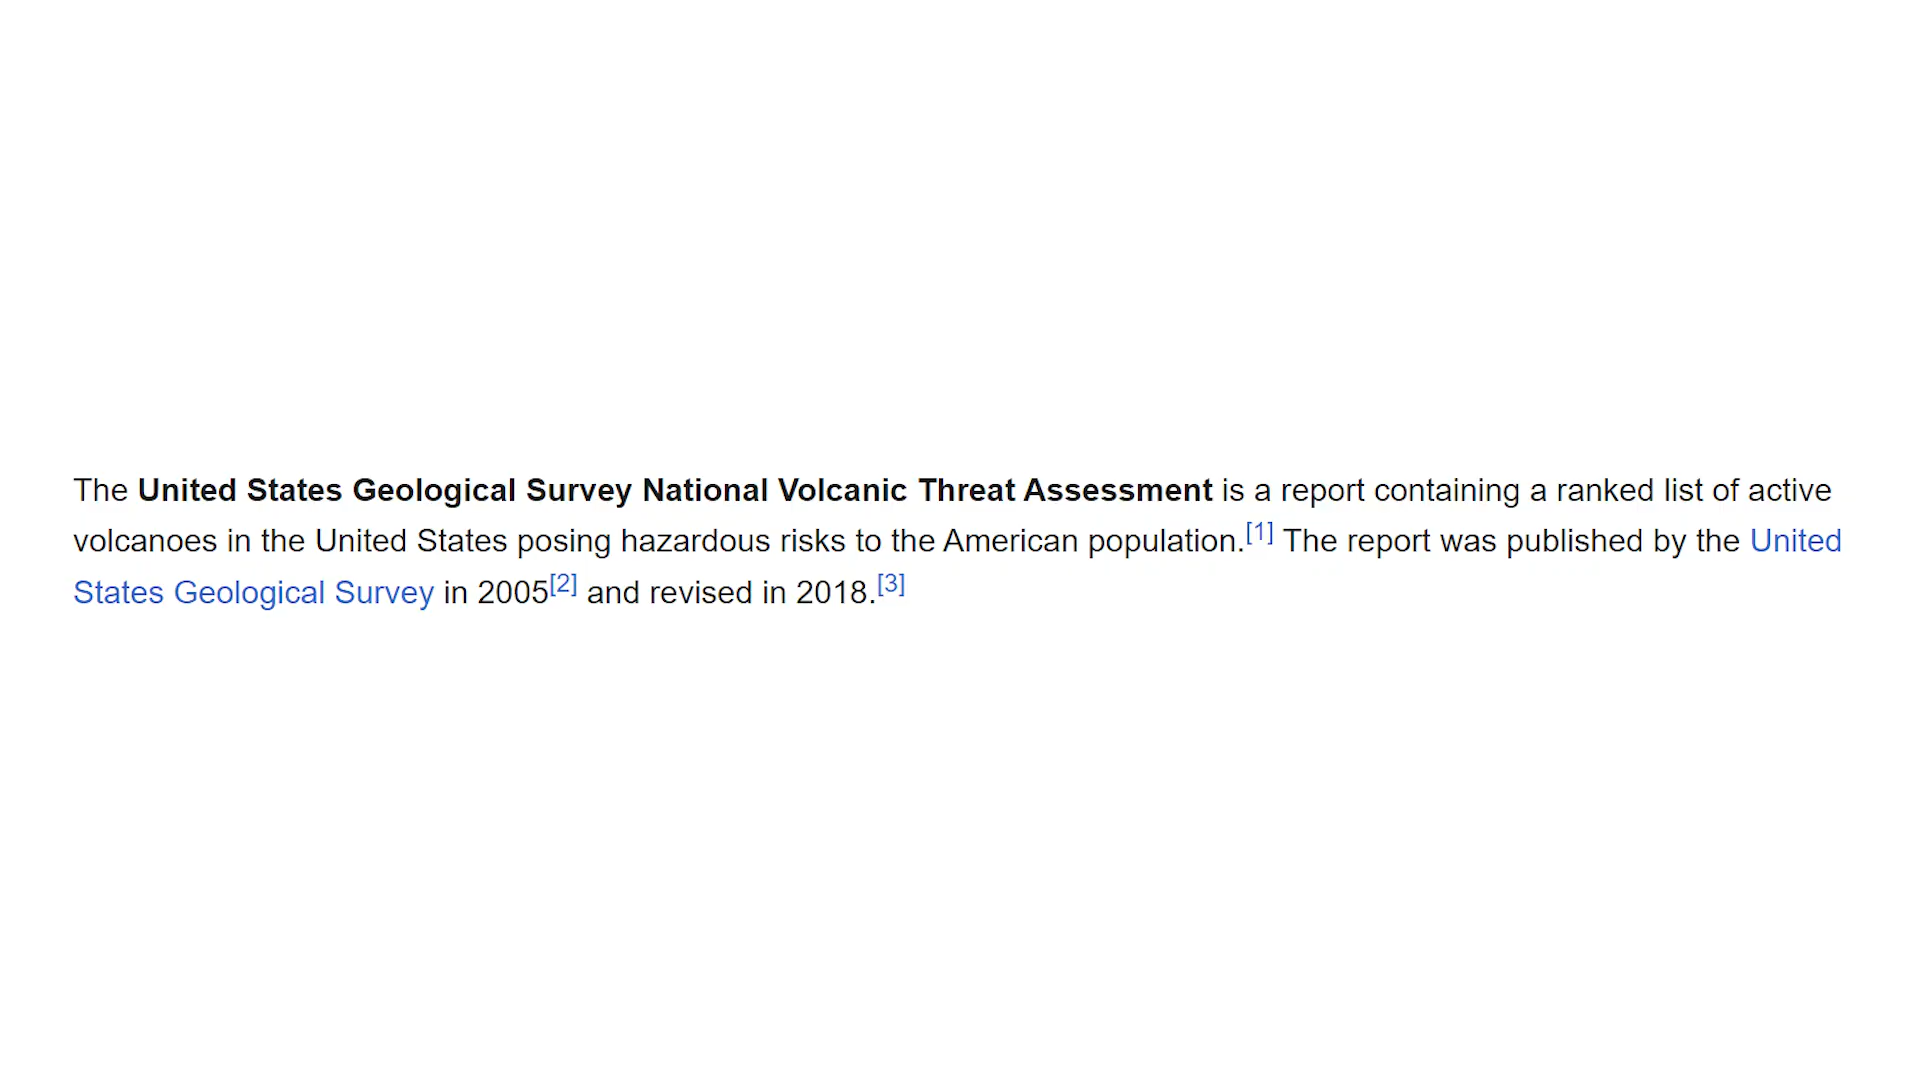 The United States Geological Survey National Volcanic Threat Assessment is a report containing a ranked list of active
volcanoes in the United States posing hazardous risks to the American population.[1] The report was published by the United
States Geological Survey in 2005[2] and revised in 2018.[3]